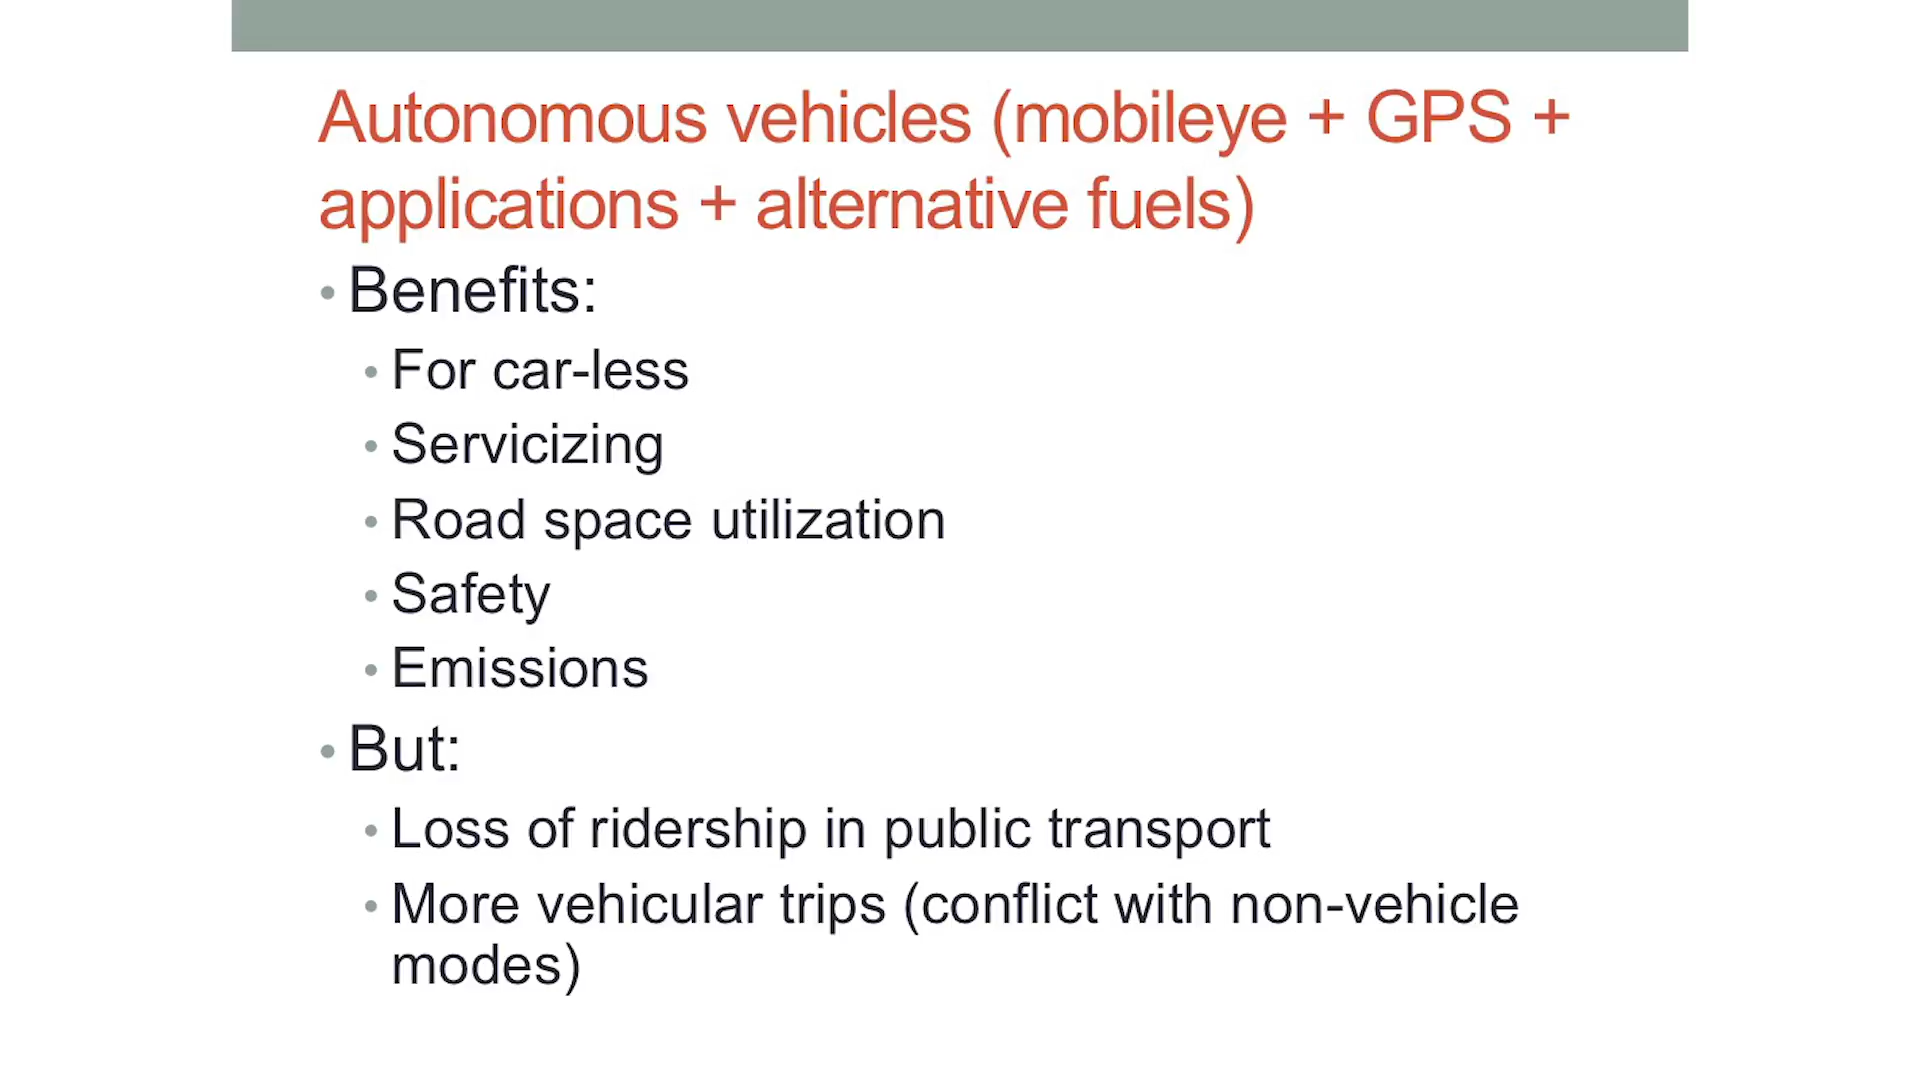 Autonomous vehicles (mobileye + GPS +
applications + alternative fuels)
• Benefits:
• For car-less
• Servicizing
• Road space utilization
• Safety
• Emissions
• But:
• Loss of ridership in public transport
• More vehicular trips (conflict with non-vehicle
modes)